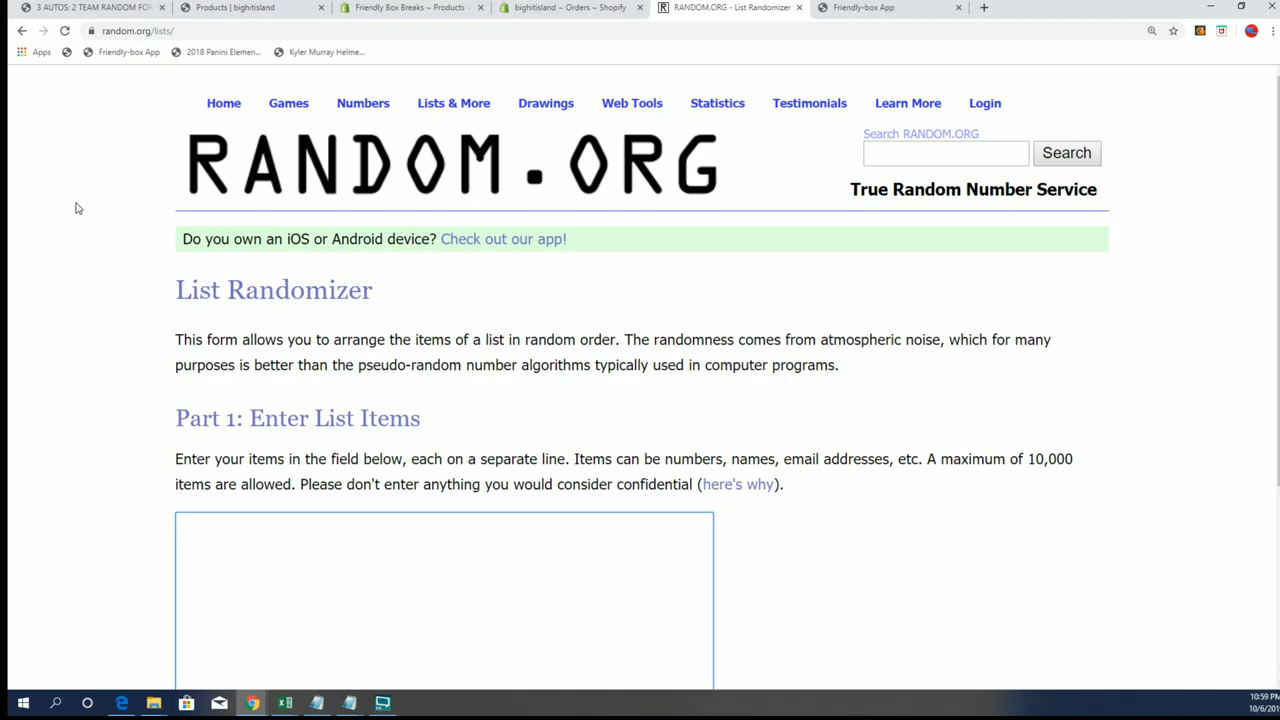 3 AUTOS: 2 TEAM RANDOM FOR
Products | bighitisland
Friendly Box Breaks ~ Products -
bighitisland ~ Orders ~ Shopify
RANDOM.ORG - List Randomizer
Friendly-box App
random.org/lists/
Apps
Friendly-box App
2018 Panini Elemen...
Kyler Murray Helme...
Home Games Numbers Lists & More Drawings Web Tools Statistics Testimonials Learn More Login
RANDOM.ORG
Search RANDOM.ORG
Search
True Random Number Service
Do you own an iOS or Android device? Check out our app!
List Randomizer
This form allows you to arrange the items of a list in random order. The randomness comes from atmospheric noise, which for many
purposes is better than the pseudo-random number algorithms typically used in computer programs.
Part 1: Enter List Items
Enter your items in the field below, each on a separate line. Items can be numbers, names, email addresses, etc. A maximum of 10,000
items are allowed. Please don't enter anything you would consider confidential (here's why).
10:59 PM
10/6/201